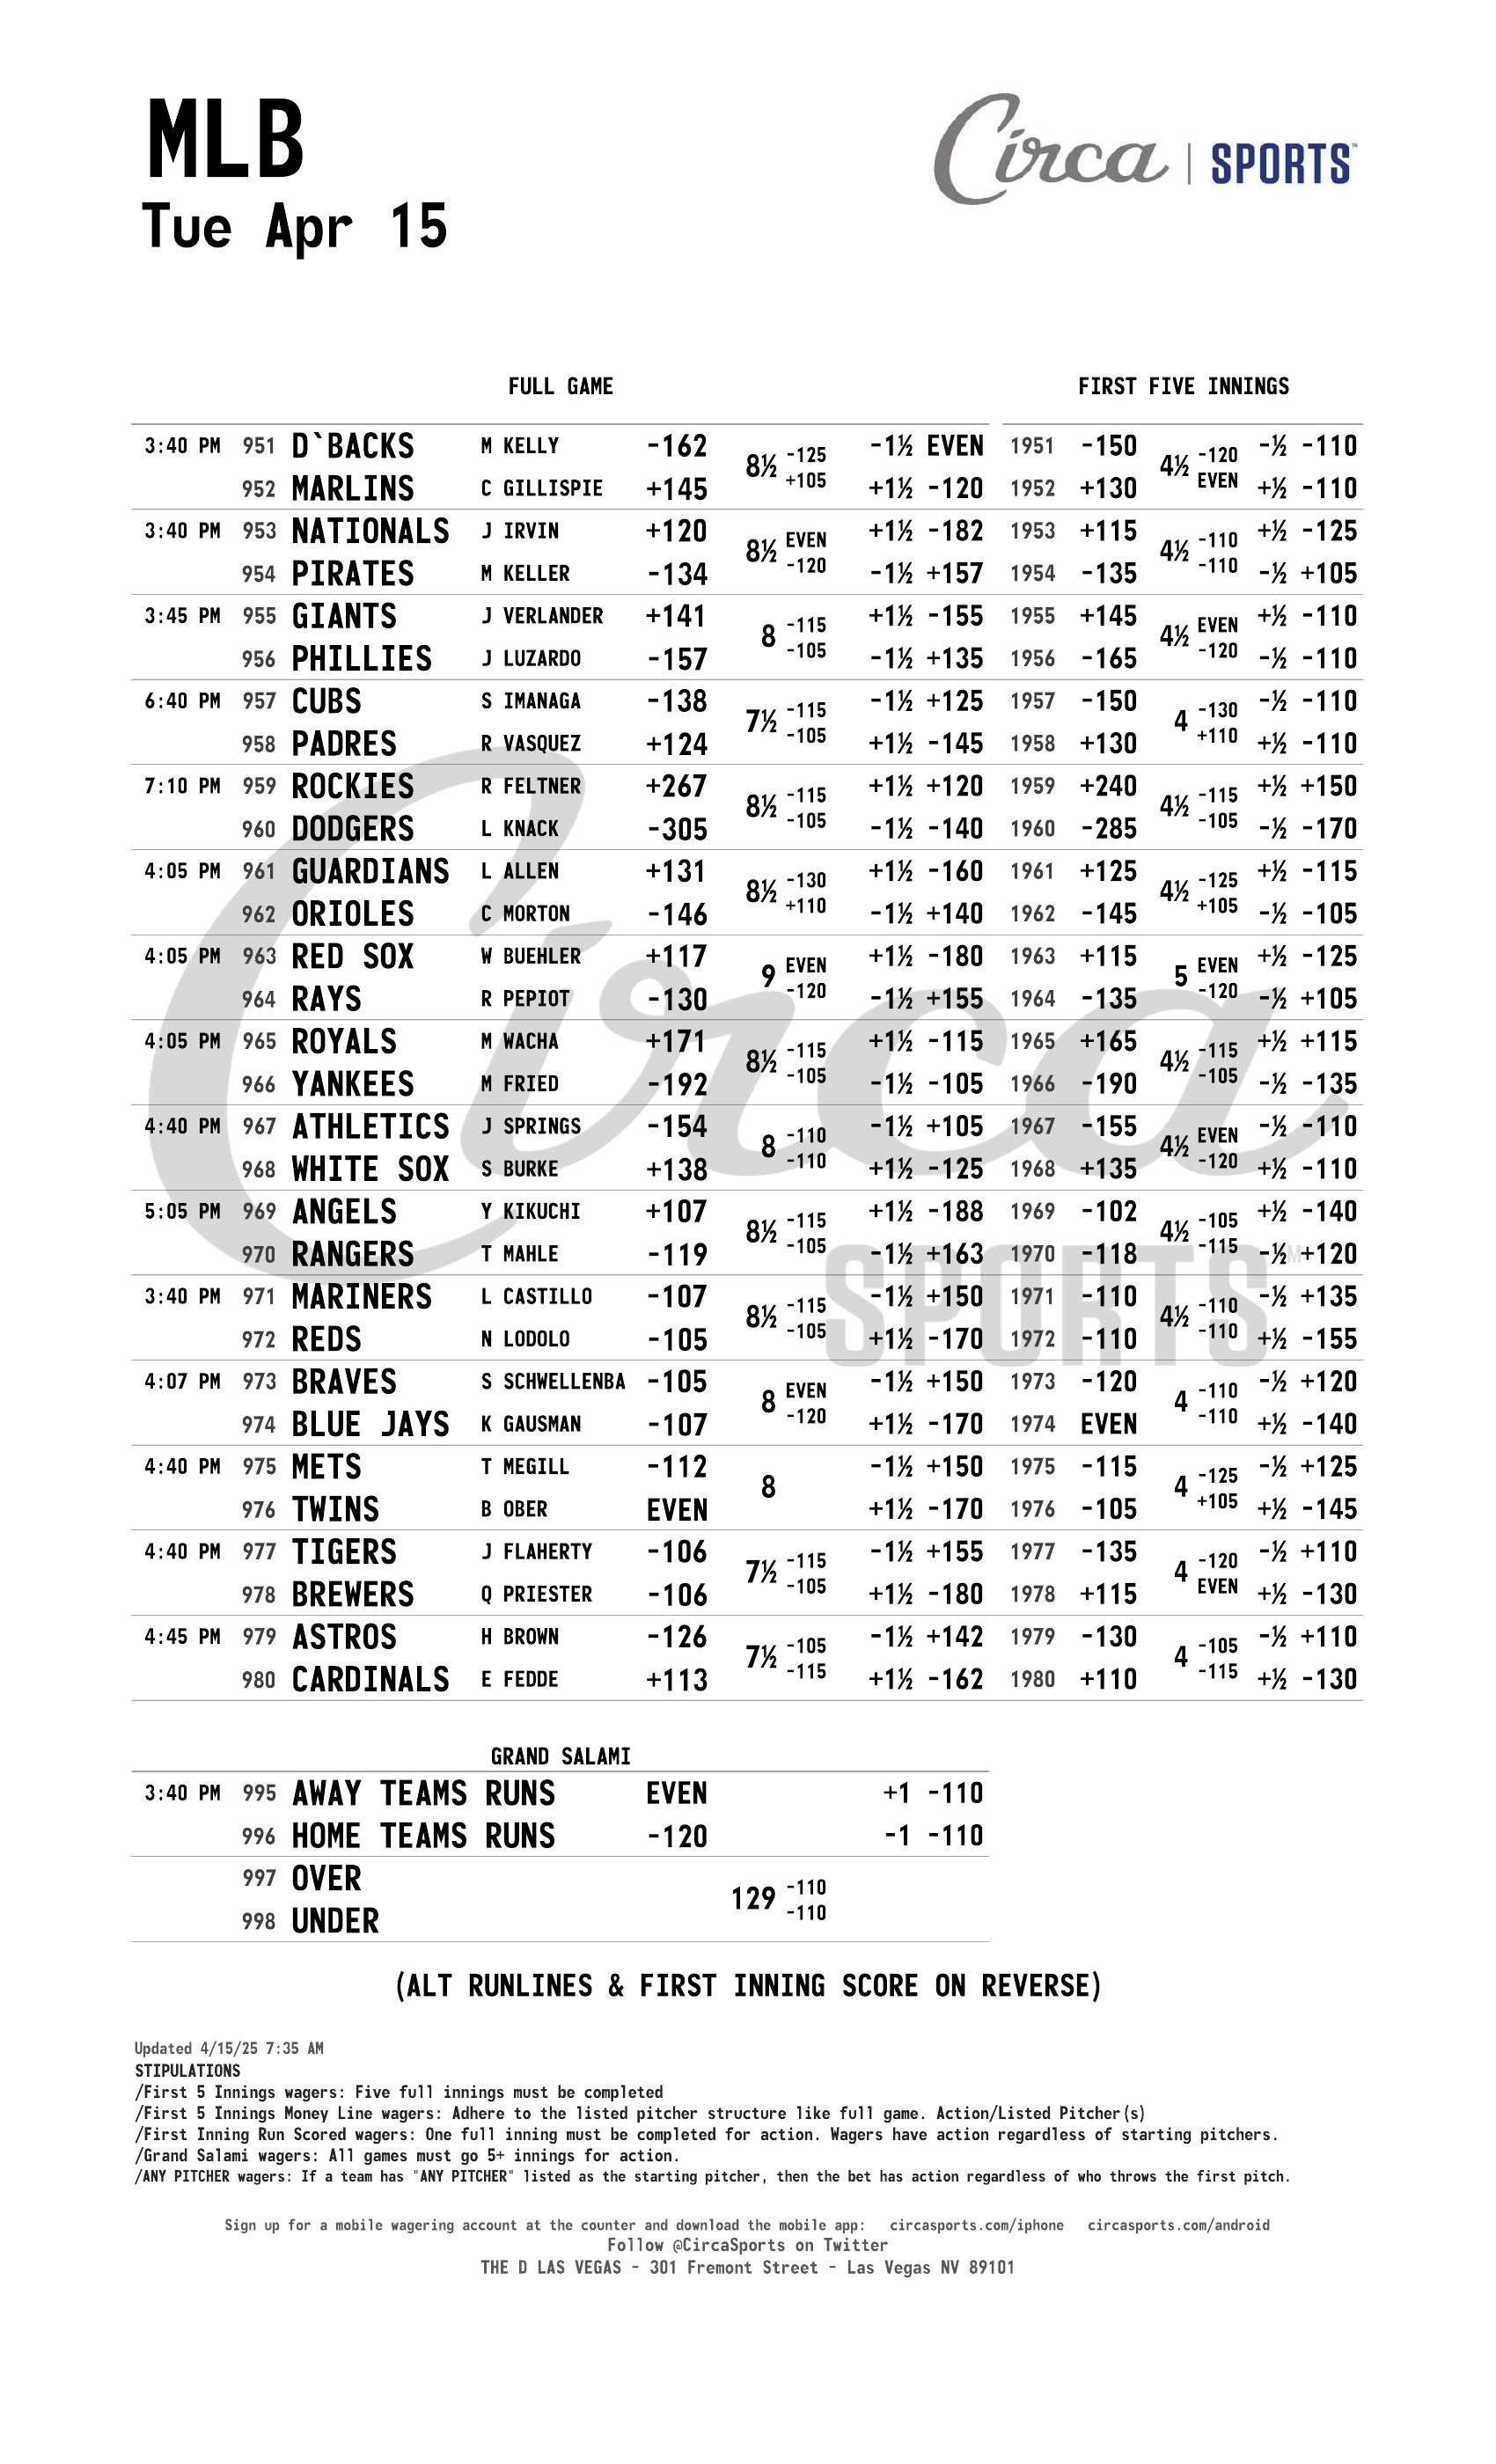 MLB
Tue Apr 15
Circa | SPORTS™
FULL GAME FIRST FIVE INNINGS
3:40 PM 951 D`BACKS M KELLY -162 8½ -125 -1½ EVEN 1951 -150 4½ -120 -½ -110
952 MARLINS C GILLISPIE +145 +105 +1½ -120 1952 +130 EVEN +½ -110
3:40 PM 953 NATIONALS J IRVIN +120 8½ EVEN +1½ -182 1953 +115 4½ -110 +½ -125
954 PIRATES M KELLER -134 -120 -1½ +157 1954 -135 -110 -½ +105
3:45 PM 955 GIANTS J VERLANDER +141 8 -115 +1½ -155 1955 +145 4½ EVEN +½ -110
956 PHILLIES J LUZARDO -157 -105 -1½ +135 1956 -165 -120 -½ -110
6:40 PM 957 CUBS S IMANAGA -138 7½ -115 -1½ +125 1957 -150 4 -130 -½ -110
958 PADRES R VASQUEZ +124 -105 +1½ -145 1958 +130 +110 +½ -110
7:10 PM 959 ROCKIES R FELTNER +267 8½ -115 +1½ +120 1959 +240 4½ -115 +½ +150
960 DODGERS L KNACK -305 -105 -1½ -140 1960 -285 -105 -½ -170
4:05 PM 961 GUARDIANS L ALLEN +131 8½ -130 +1½ -160 1961 +125 4½ -125 +½ -115
962 ORIOLES C MORTON -146 +110 -1½ +140 1962 -145 +105 -½ -105
4:05 PM 963 RED SOX W BUEHLER +117 9 EVEN +1½ -180 1963 +115 5 EVEN +½ -125
964 RAYS R PEPIOT -130 -120 -1½ +155 1964 -135 -120 -½ +105
4:05 PM 965 ROYALS M WACHA +171 8½ -115 +1½ -115 1965 +165 4½ -115 +½ +115
966 YANKEES M FRIED -192 -105 -1½ -105 1966 -190 -105 -½ -135
4:40 PM 967 ATHLETICS J SPRINGS -154 8 -110 -1½ +105 1967 -155 4½ EVEN -½ -110
968 WHITE SOX S BURKE +138 -110 +1½ -125 1968 +135 -120 +½ -110
5:05 PM 969 ANGELS Y KIKUCHI +107 8½ -115 +1½ -188 1969 -102 4½ -105 +½ -140
970 RANGERS T MAHLE -119 -105 -1½ +163 1970 -118 -115 -½ +120
3:40 PM 971 MARINERS L CASTILLO -107 8½ -115 -1½ +150 1971 -110 4½ -110 -½ +135
972 REDS N LODOLO -105 -105 +1½ -170 1972 -110 -110 +½ -155
4:07 PM 973 BRAVES S SCHWELLENBA -105 8 EVEN -1½ +150 1973 -120 4 -110 -½ +120
974 BLUE JAYS K GAUSMAN -107 -120 +1½ -170 1974 EVEN -110 +½ -140
4:40 PM 975 METS T MEGILL -112 8 -1½ +150 1975 -115 4 -125 -½ +125
976 TWINS B OBER EVEN +1½ -170 1976 -105 +105 +½ -145
4:40 PM 977 TIGERS J FLAHERTY -106 7½ -115 -1½ +155 1977 -135 4 -120 -½ +110
978 BREWERS Q PRIESTER -106 -105 +1½ -180 1978 +115 EVEN +½ -130
4:45 PM 979 ASTROS H BROWN -126 7½ -105 -1½ +142 1979 -130 4 -105 -½ +110
980 CARDINALS E FEDDE +113 -115 +1½ -162 1980 +110 -115 +½ -130
Circa
SPORTS
GRAND SALAMI
3:40 PM 995 AWAY TEAMS RUNS EVEN +1 -110
996 HOME TEAMS RUNS -120 -1 -110
997 OVER 129 -110
998 UNDER -110
(ALT RUNLINES & FIRST INNING SCORE ON REVERSE)
Updated 4/15/25 7:35 AM
STIPULATIONS
/First 5 Innings wagers: Five full innings must be completed
/First 5 Innings Money Line wagers: Adhere to the listed pitcher structure like full game. Action/Listed Pitcher(s)
/First Inning Run Scored wagers: One full inning must be completed for action. Wagers have action regardless of starting pitchers.
/Grand Salami wagers: All games must go 5+ innings for action.
/ANY PITCHER wagers: If a team has "ANY PITCHER" listed as the starting pitcher, then the bet has action regardless of who throws the first pitch.
Sign up for a mobile wagering account at the counter and download the mobile app: circasports.com/iphone circasports.com/android
Follow @CircaSports on Twitter
THE D LAS VEGAS - 301 Fremont Street - Las Vegas NV 89101